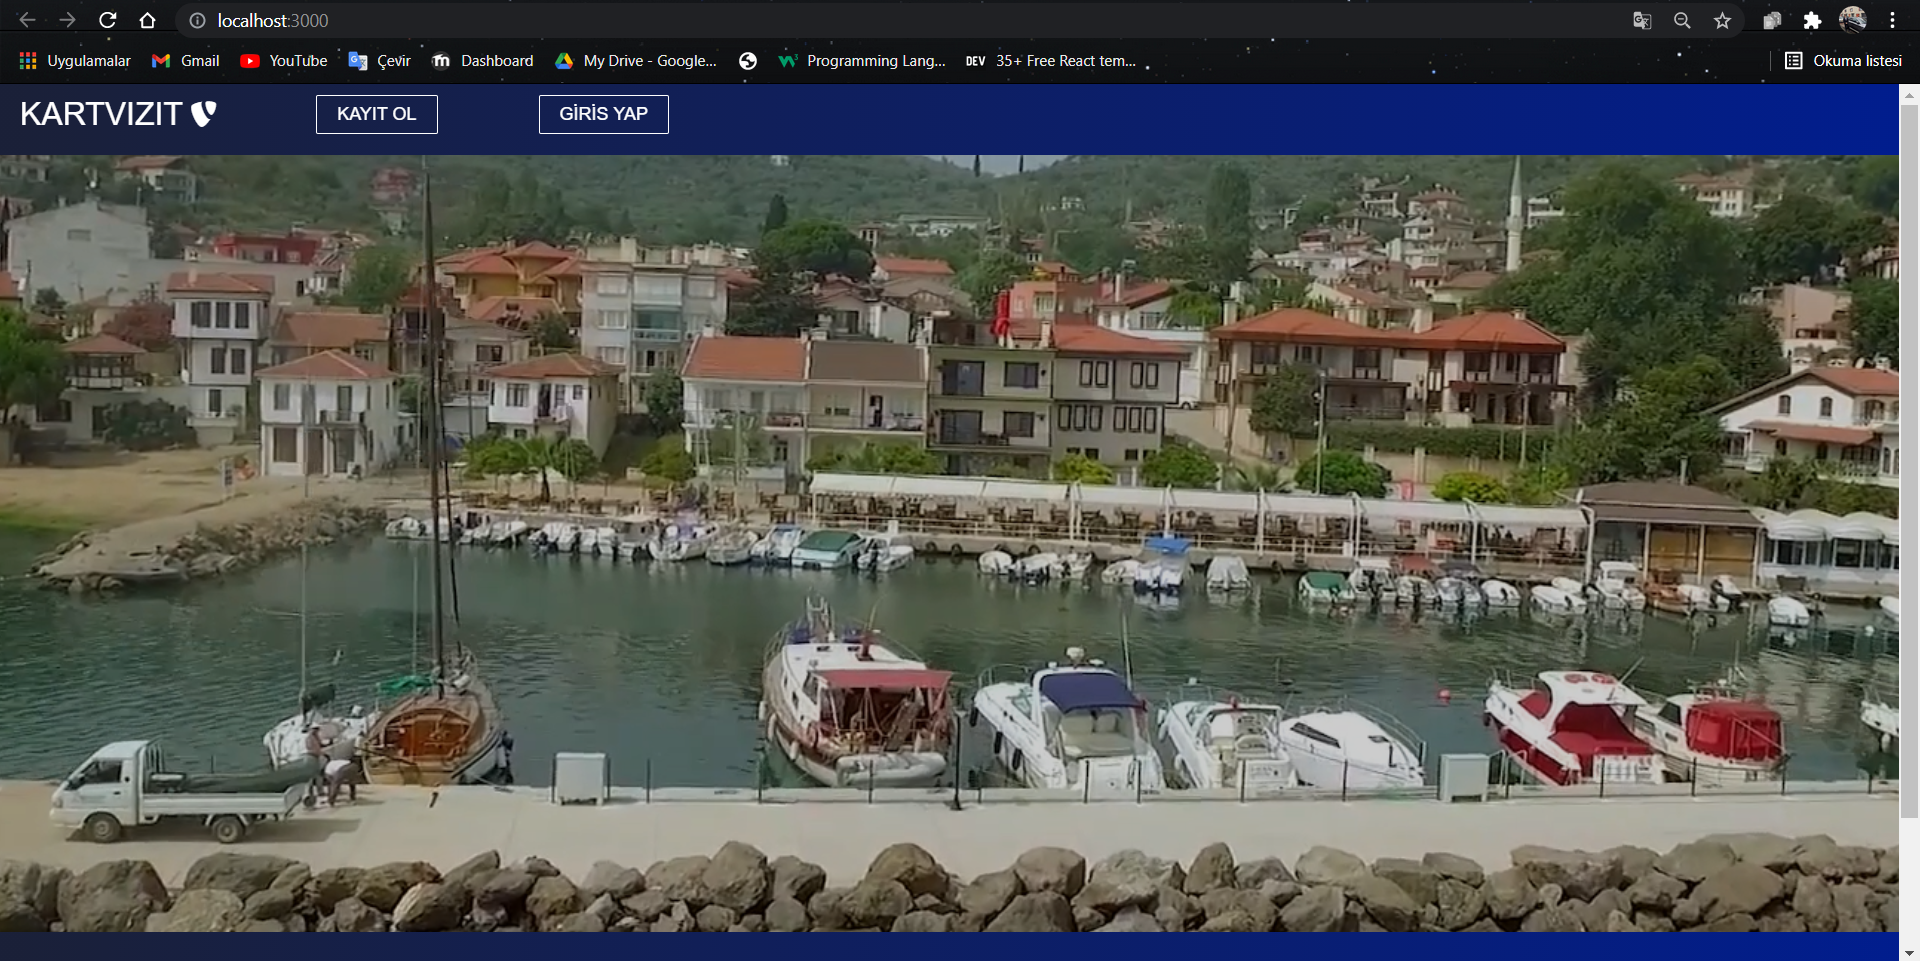 localhost:3000
Uygulamalar Gmail YouTube Çevir Dashboard My Drive - Google... Programming Lang... DEV 35+ Free React tem... Okuma listesi
KARTVIZIT KAYIT OL GİRİS YAP